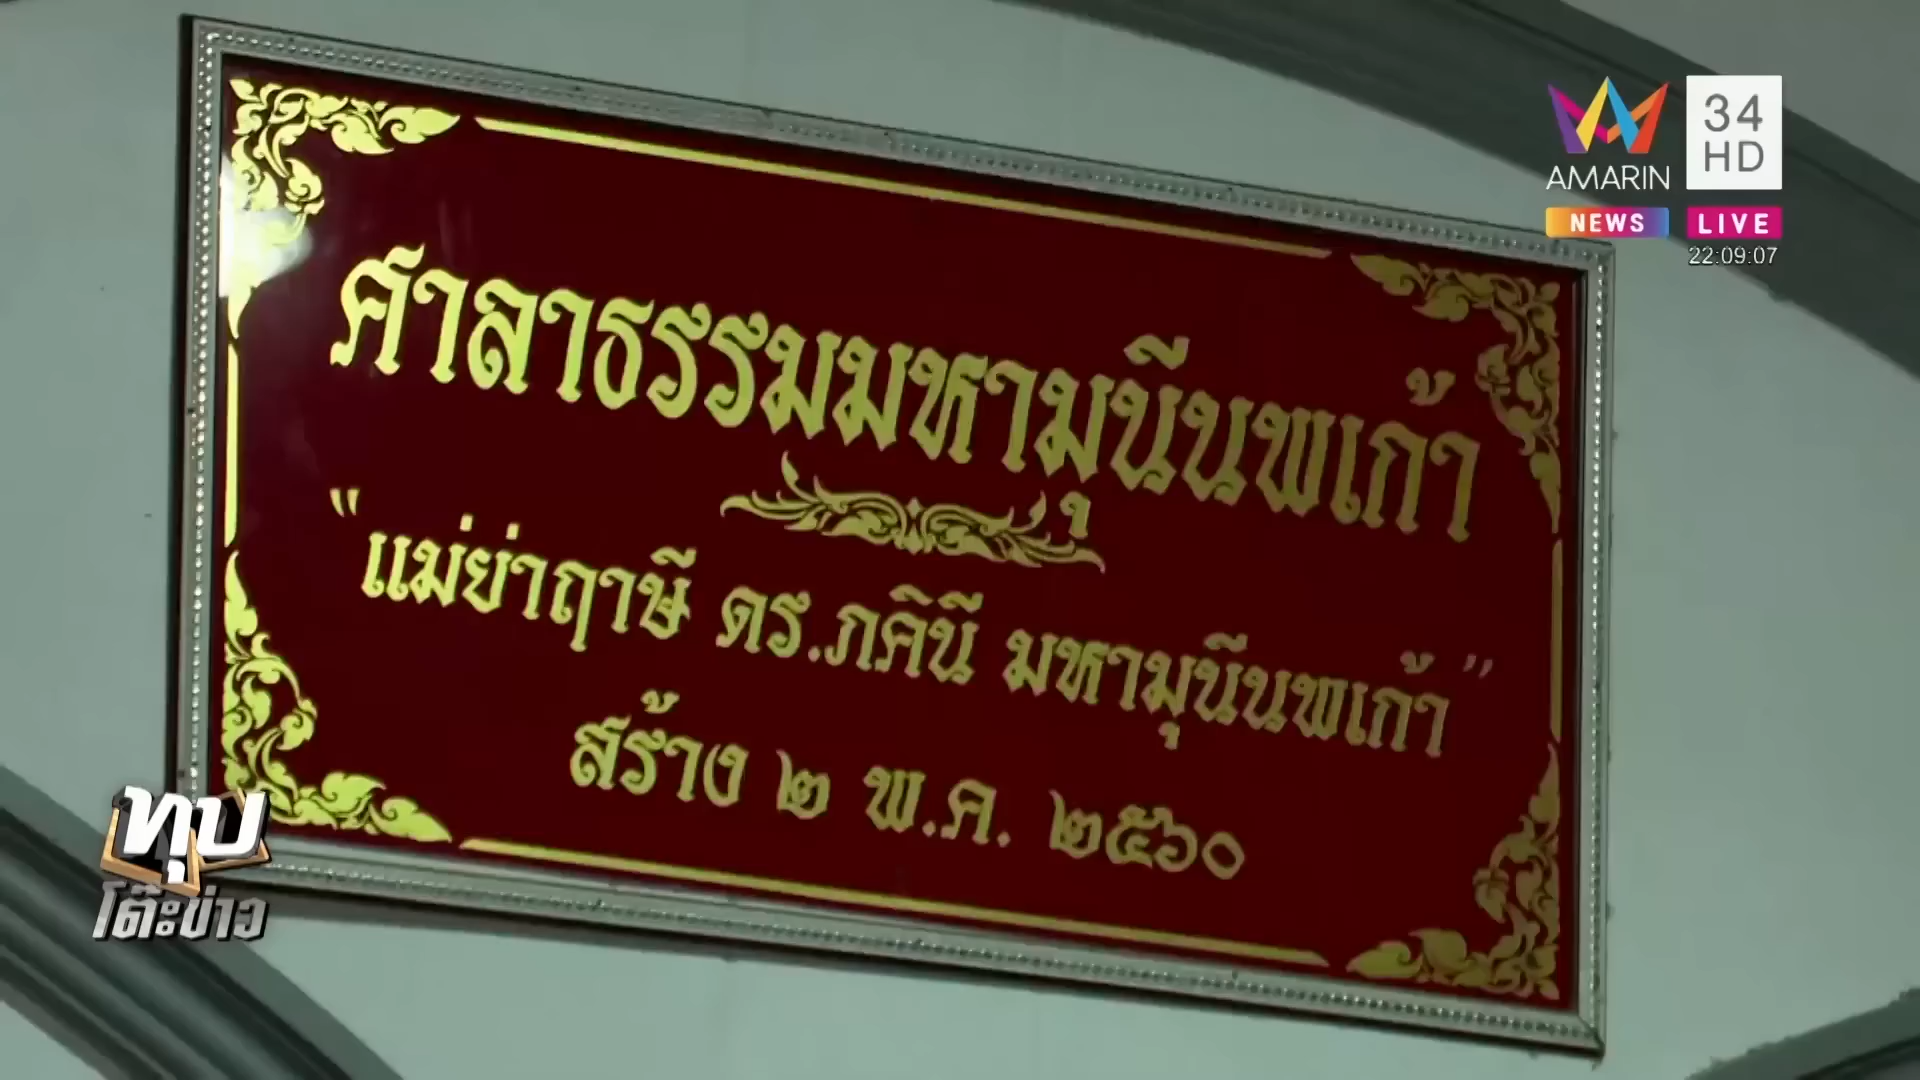 AMARIN
34
HD
NEWS
LIVE
22:09:07
ศาลาธรรมมหามุนีนพเก้า
“แม่ย่าฤาษี ดร.ภคินี มหามุนีนพเก้า”
สร้าง ๒ พ.ค. ๒๕๖๐
ทุบ
โต๊ะข่าว